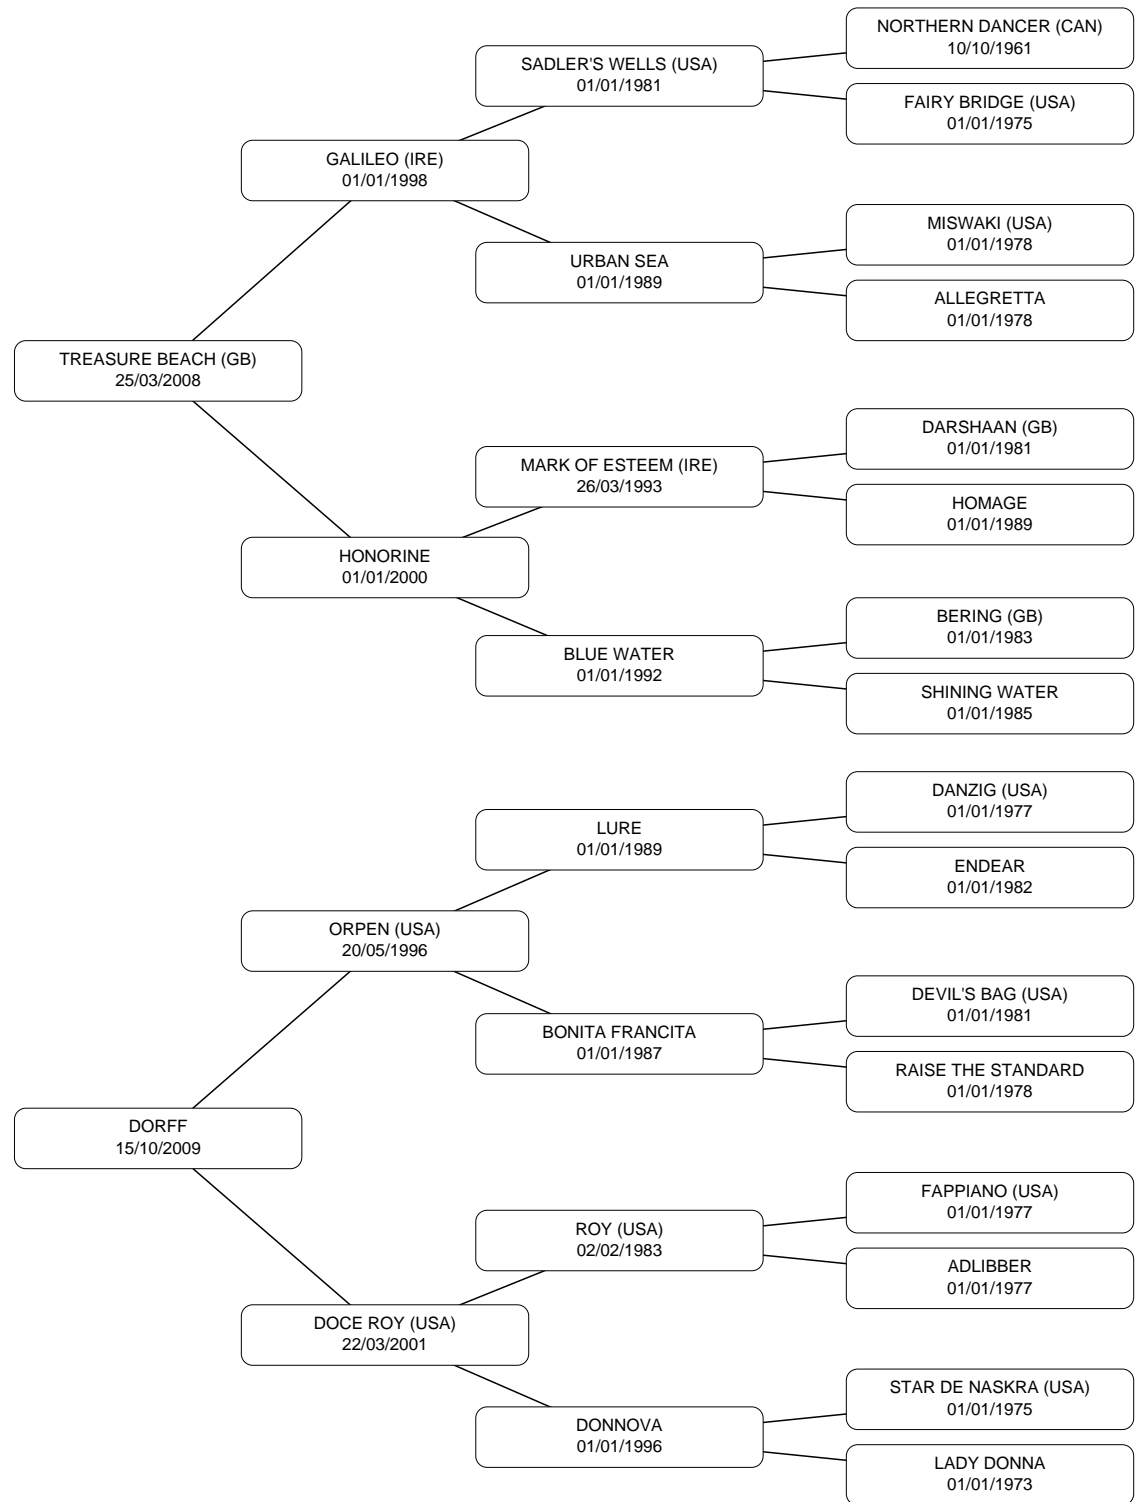 NORTHERN DANCER (CAN)
10/10/1961
SADLER'S WELLS (USA)
01/01/1981
FAIRY BRIDGE (USA)
01/01/1975
GALILEO (IRE)
01/01/1998
MISWAKI (USA)
01/01/1978
URBAN SEA
01/01/1989
ALLEGRETTA
01/01/1978
TREASURE BEACH (GB)
25/03/2008
DARSHAAN (GB)
01/01/1981
MARK OF ESTEEM (IRE)
26/03/1993
HOMAGE
01/01/1989
HONORINE
01/01/2000
BERING (GB)
01/01/1983
BLUE WATER
01/01/1992
SHINING WATER
01/01/1985
DANZIG (USA)
01/01/1977
LURE
01/01/1989
ENDEAR
01/01/1982
ORPEN (USA)
20/05/1996
DEVIL'S BAG (USA)
01/01/1981
BONITA FRANCITA
01/01/1987
RAISE THE STANDARD
01/01/1978
DORFF
15/10/2009
FAPPIANO (USA)
01/01/1977
ROY (USA)
02/02/1983
ADLIBBER
01/01/1977
DOCE ROY (USA)
22/03/2001
STAR DE NASKRA (USA)
01/01/1975
DONNOVA
01/01/1996
LADY DONNA
01/01/1973